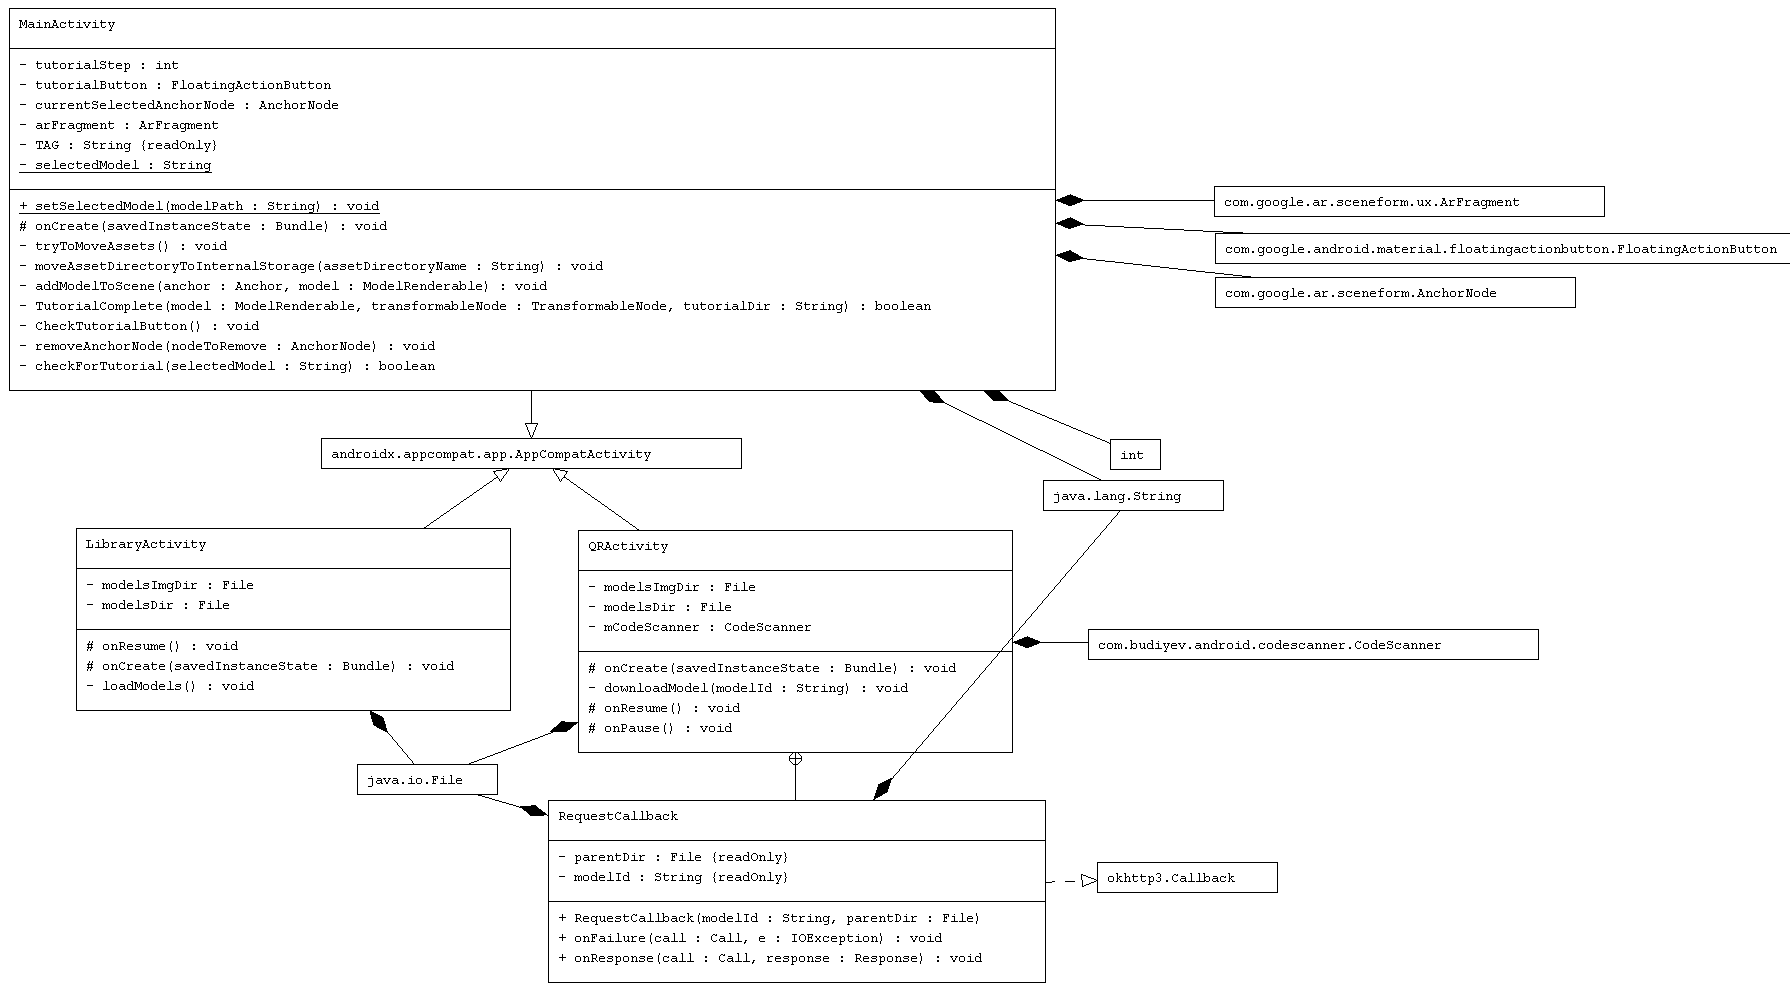 MainActivity
- tutorialStep : int
- tutorialButton : FloatingActionButton
- currentSelectedAnchorNode : AnchorNode
- arFragment : ArFragment
- TAG : String {readOnly}
- selectedModel : String
+ setSelectedModel(modelPath : String) : void
# onCreate(savedInstanceState : Bundle) : void
- tryToMoveAssets() : void
- moveAssetDirectoryToInternalStorage(assetDirectoryName : String) : void
- addModelToScene(anchor : Anchor, model : ModelRenderable) : void
- TutorialComplete(model : ModelRenderable, transformableNode : TransformableNode, tutorialDir : String) : boolean
- CheckTutorialButton() : void
- removeAnchorNode(nodeToRemove : AnchorNode) : void
- checkForTutorial(selectedModel : String) : boolean
com.google.ar.sceneform.ux.ArFragment
com.google.android.material.floatingactionbutton.FloatingActionButton
com.google.ar.sceneform.AnchorNode
androidx.appcompat.app.AppCompatActivity
int
java.lang.String
LibraryActivity
- modelsImgDir : File
- modelsDir : File
# onResume() : void
# onCreate(savedInstanceState : Bundle) : void
- loadModels() : void
QRActivity
- modelsImgDir : File
- modelsDir : File
- mCodeScanner : CodeScanner
# onCreate(savedInstanceState : Bundle) : void
- downloadModel(modelId : String) : void
# onResume() : void
# onPause() : void
com.budiyev.android.codescanner.CodeScanner
java.io.File
RequestCallback
- parentDir : File {readOnly}
- modelId : String {readOnly}
+ RequestCallback(modelId : String, parentDir : File)
+ onFailure(call : Call, e : IOException) : void
+ onResponse(call : Call, response : Response) : void
okhttp3.Callback